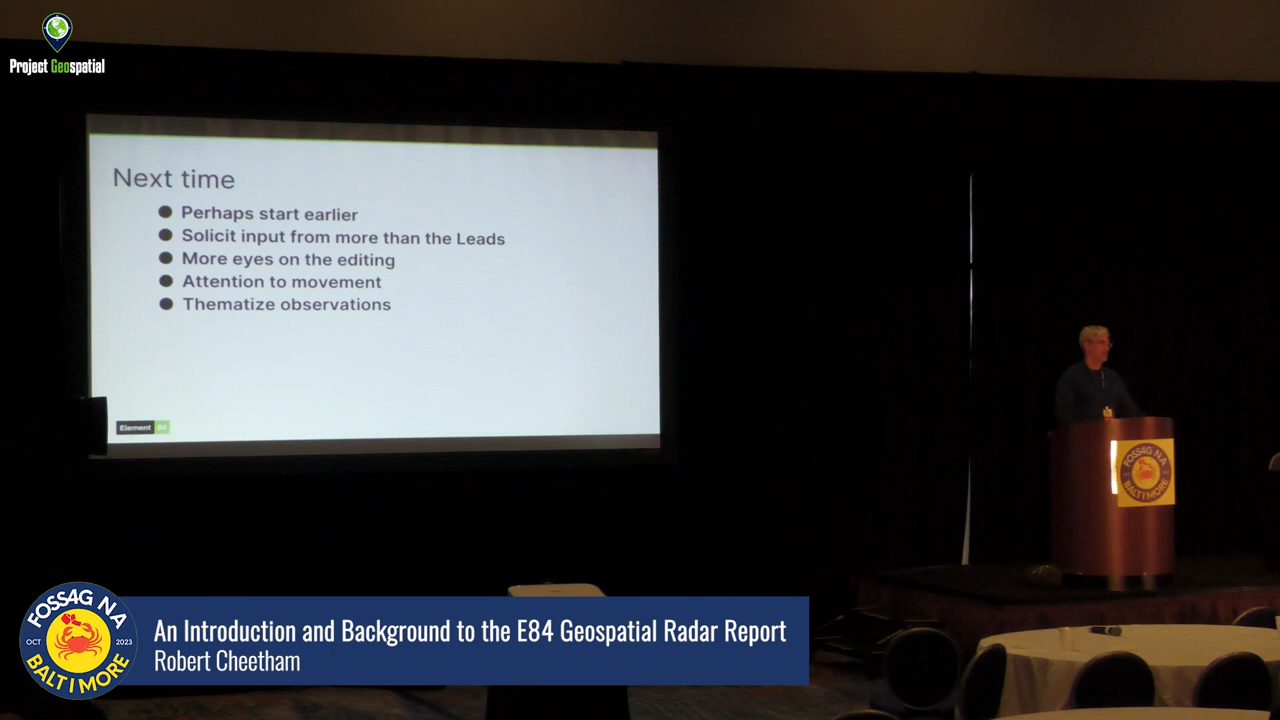 Project Geospatial
Next time
● Perhaps start earlier
● Solicit input from more than the Leads
● More eyes on the editing
● Attention to movement
● Thematize observations
Element 84
FOSS4G NA
BALTIMORE
FOSS4G NA
OCT 2023
BALTIMORE
An Introduction and Background to the E84 Geospatial Radar Report
Robert Cheetham